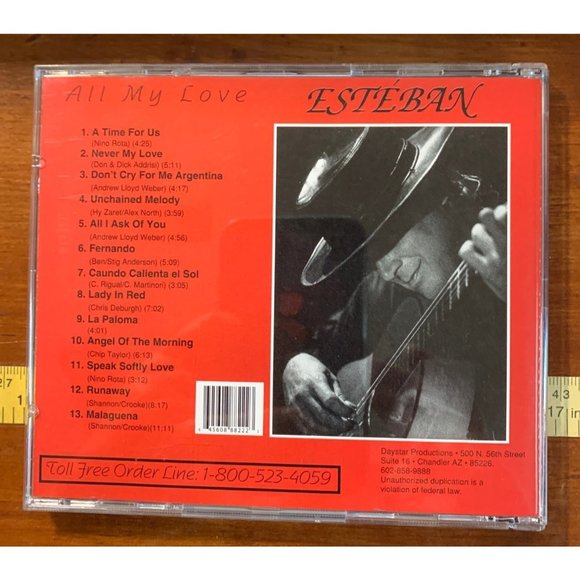 All My Love
ESTÉBAN
1. A Time For Us
(Nino Rota) (4:25)
2. Never My Love
(Don & Dick Addrisi) (5:11)
3. Don't Cry For Me Argentina
(Andrew Lloyd Weber) (4:17)
4. Unchained Melody
(Hy Zaret/Alex North) (3:59)
5. All I Ask Of You
(Andrew Lloyd Weber) (4:56)
6. Fernando
(Ben/Stig Anderson) (5:09)
7. Caundo Calienta el Sol
(C. Rigual/C. Martinon) (3:05)
8. Lady In Red
(Chris Deburgh) (7:02)
9. La Paloma
(4:01)
10. Angel Of The Morning
(Chip Taylor) (6:13)
11. Speak Softly Love
(Nino Rota) (3:12)
12. Runaway
(Shannon/Crooke)(8.17)
13. Malaguena
(Shannon/Crooke)(11:11)
Toll Free Order Line: 1-800-523-4059
Daystar Productions • 500 N. 56th Street
Suite 16 • Chandler AZ • 85226.
602-858-9888
Unauthorized duplication is a
violation of federal law.
17
17 in